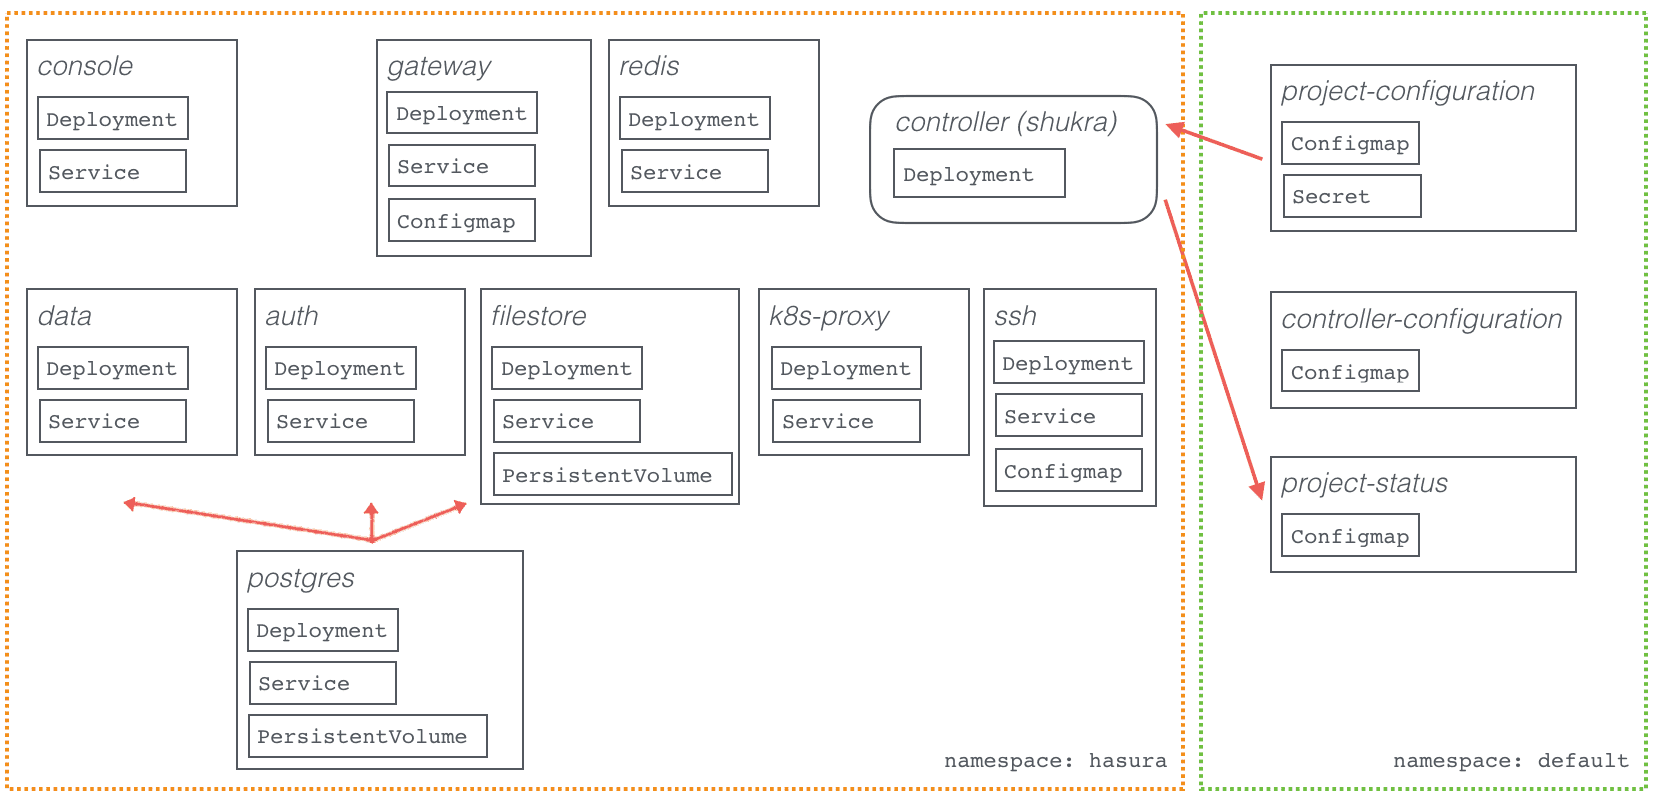 console
Deployment
Service
gateway
Deployment
Service
Configmap
redis
Deployment
Service
controller (shukra)
Deployment
data
Deployment
Service
auth
Deployment
Service
filestore
Deployment
Service
PersistentVolume
k8s-proxy
Deployment
Service
ssh
Deployment
Service
Configmap
postgres
Deployment
Service
PersistentVolume
namespace: hasura
project-configuration
Configmap
Secret
controller-configuration
Configmap
project-status
Configmap
namespace: default